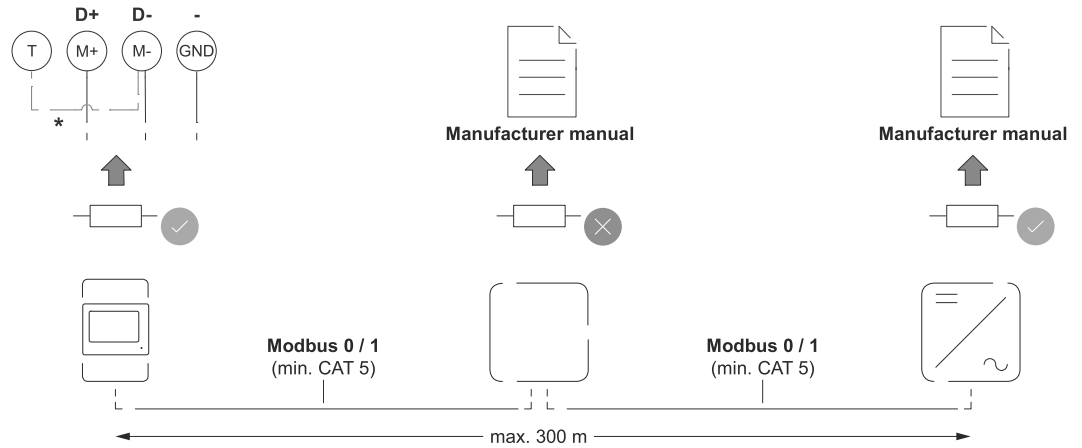 D+ D- -
T M+ M- GND
*
Manufacturer manual
Manufacturer manual
Modbus 0 / 1
(min. CAT 5)
Modbus 0 / 1
(min. CAT 5)
max. 300 m